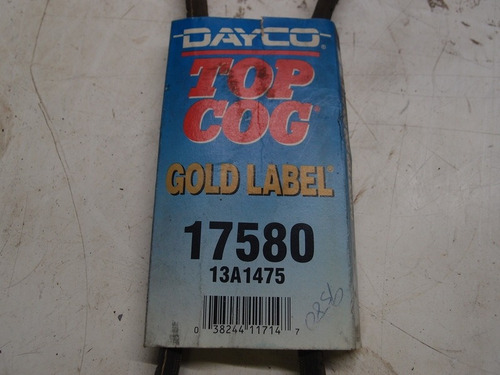 DAYCO®
TOP
COG®
GOLD LABEL®
17580
13A1475
0 38244 11714 7